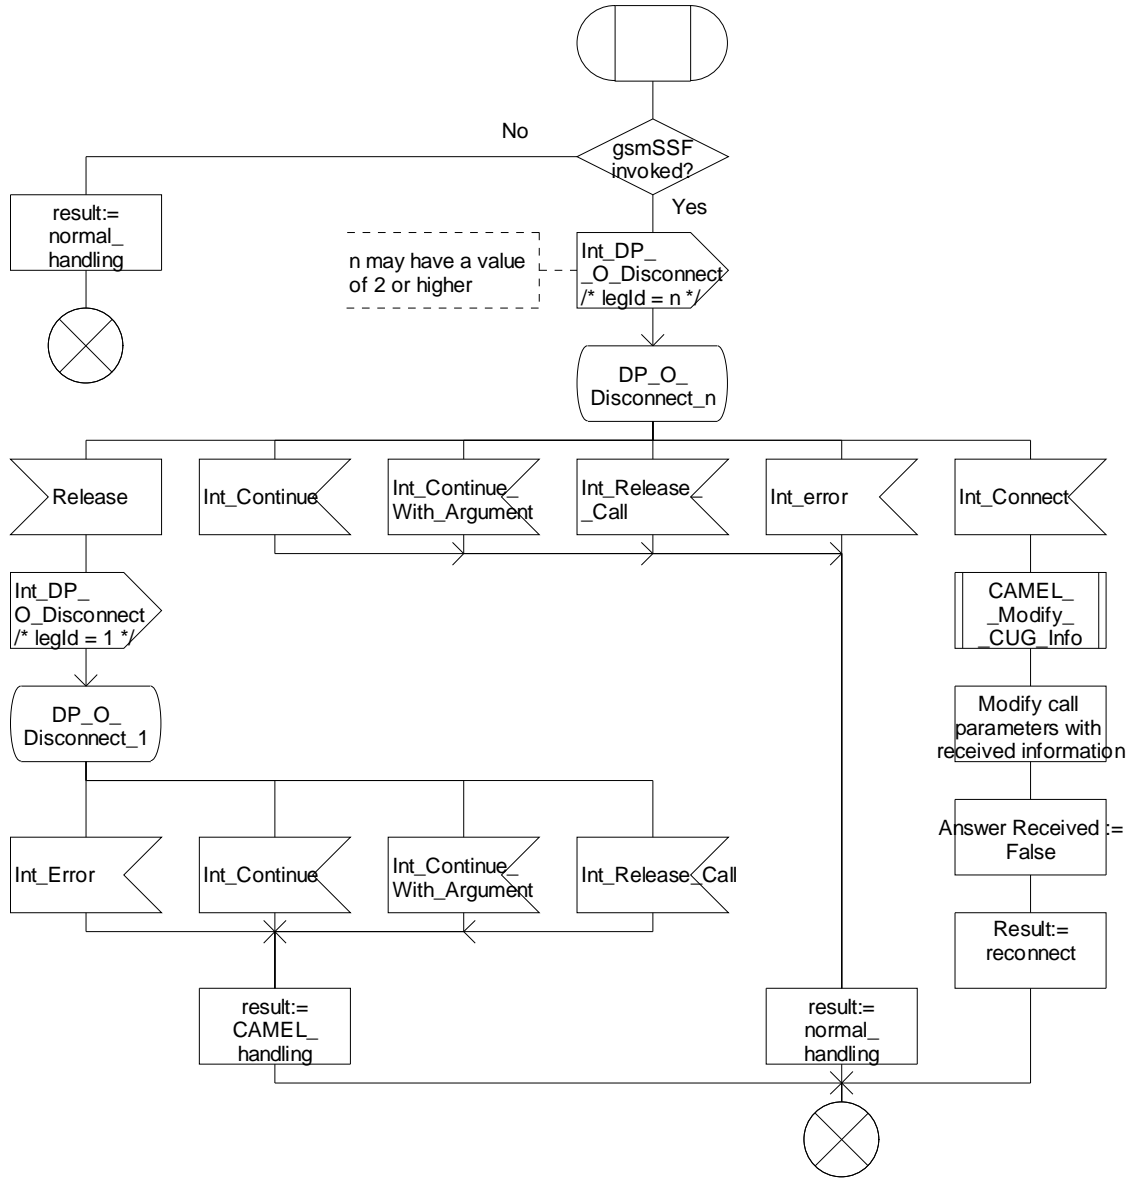 No
gsmSSF
invoked?
Yes
result:=
normal_
handling
n may have a value
of 2 or higher
Int_DP_
_O_Disconnect
/* legId = n */
DP_O_
Disconnect_n
Release
Int_Continue
Int_Continue_
With_Argument
Int_Release_
_Call
Int_error
Int_Connect
Int_DP_
O_Disconnect
/* legId = 1 */
CAMEL_
_Modify_
_CUG_Info
DP_O_
Disconnect_1
Modify call
parameters with
received information
Answer Received :=
False
Int_Error
Int_Continue
Int_Continue_
With_Argument
Int_Release_Call
Result:=
reconnect
result:=
CAMEL_
handling
result:=
normal_
handling